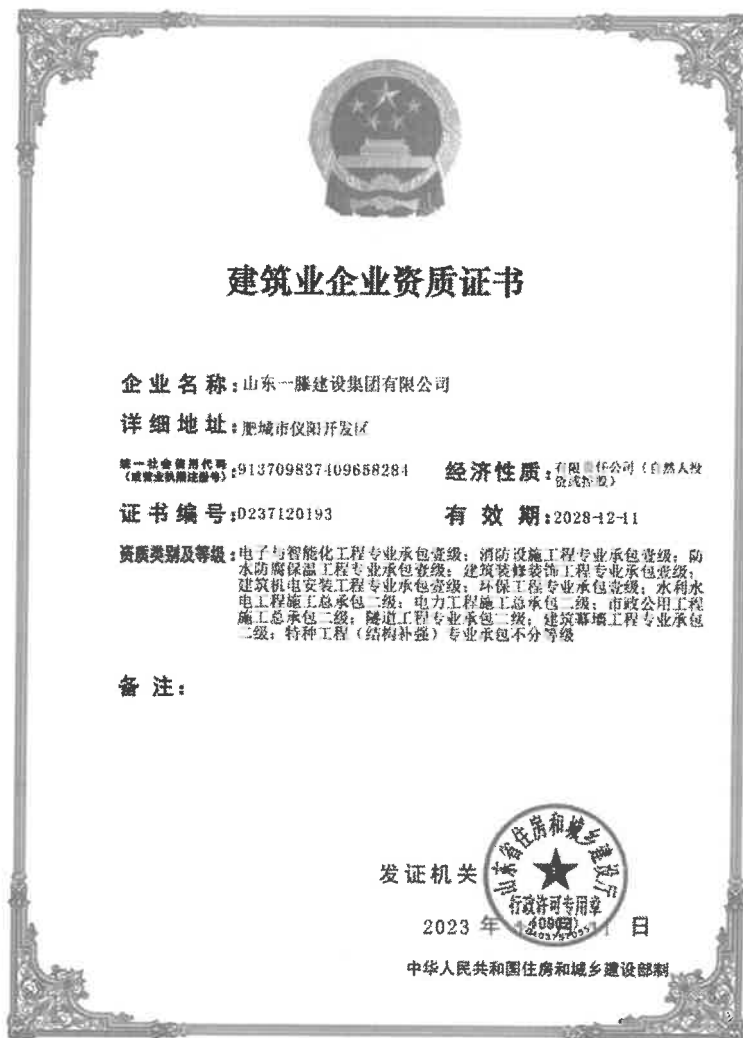 建筑业企业资质证书
企业名称:山东一滕建设集团有限公司
详细地址:肥城市仪阳开发区
统一社会信用代码
(或营业执照注册号):913709837409658284
经济性质:有限责任公司(自然人投
资或控股)
证书编号:D237120193
有效期:2028-12-11
资质类别及等级:电子与智能化工程专业承包壹级;消防设施工程专业承包壹级;防
水防腐保温工程专业承包壹级;建筑装修装饰工程专业承包壹级;
建筑机电安装工程专业承包壹级;环保工程专业承包壹级;水利水
电工程施工总承包二级;电力工程施工总承包二级;市政公用工程
施工总承包二级;隧道工程专业承包二级;建筑幕墙工程专业承包
二级;特种工程(结构补强)专业承包不分等级
备注:
发证机关
山东省住房和城乡建设厅
行政许可专用章
2023 年 日
中华人民共和国住房和城乡建设部制